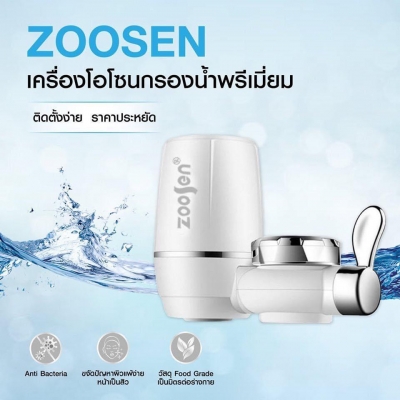 ZOOSEN
เครื่องโอโซนกรองน้ำพรีเมี่ยม
ติดตั้งง่าย ราคาประหยัด
zoosen®
Anti Bacteria
ขจัดปัญหาผิวแพ้ง่าย
หน้าเป็นสิว
วัสดุ Food Grade
เป็นมิตรต่อร่างกาย